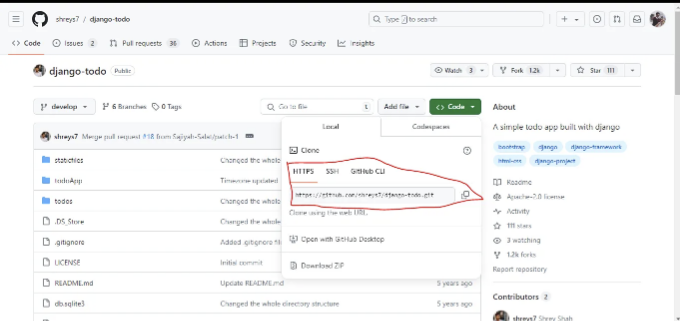 shreys7 / django-todo
Type / to search
Code
Issues 2
Pull requests 36
Actions
Projects
Security
Insights
django-todo Public
Watch 3
Fork 1.2k
Star 111
develop
6 Branches
0 Tags
Go to file t
Add file
Code
shreys7 Merge pull request #18 from Sajiyah-Salat/patch-1
staticfiles Changed the whole
todoApp Timezone updated
todos Changed the whole
.DS_Store Changed the whole
.gitignore Added .gitignore fil
LICENSE Initial commit
README.md Update README.md 5 years ago
db.sqlite3 Changed the whole directory structure 5 years ago
Local Codespaces
Clone
HTTPS SSH GitHub CLI
https://github.com/shreys7/django-todo.git
Clone using the web URL.
Open with GitHub Desktop
Download ZIP
About
A simple todo app built with django
bootstrap django django-framework
html-css django-project
Readme
Apache-2.0 license
Activity
111 stars
3 watching
1.2k forks
Report repository
Contributors 2
shreys7 Shrey Shah